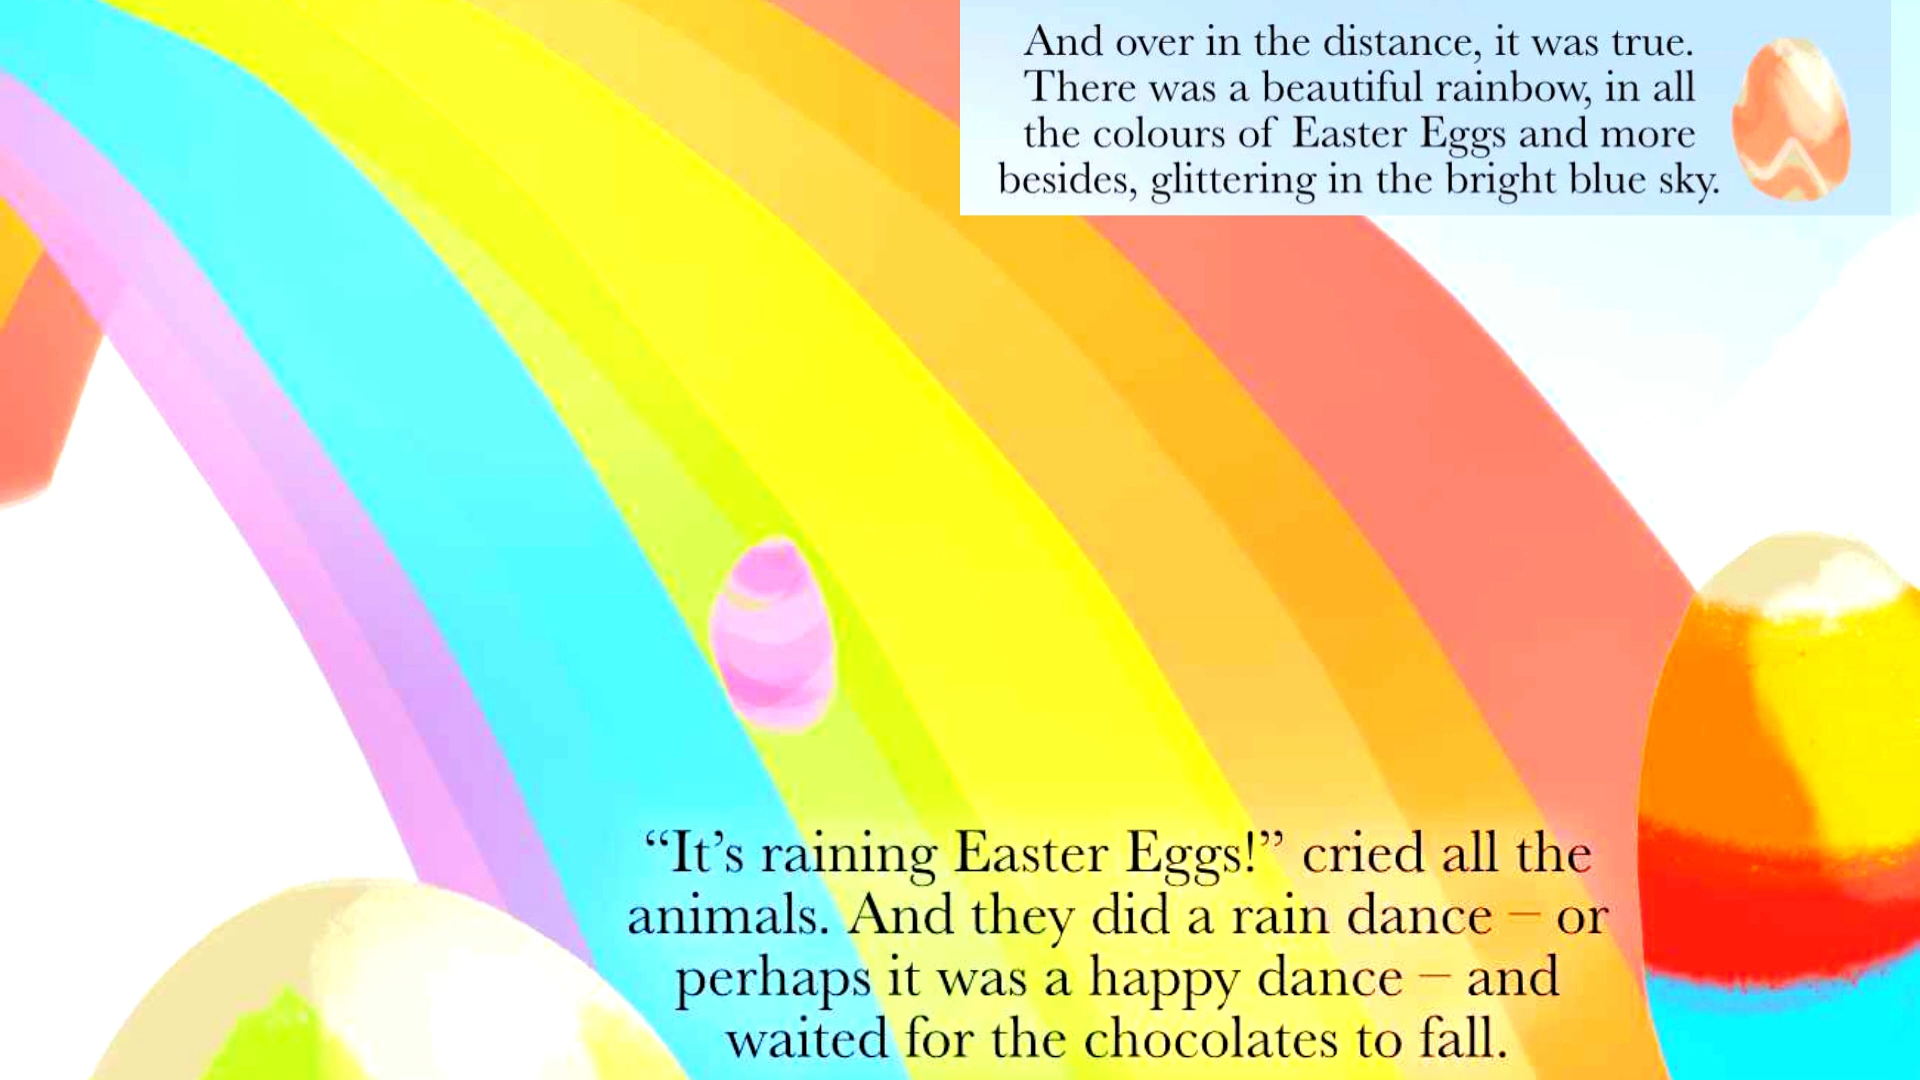 And over in the distance, it was true.
There was a beautiful rainbow, in all
the colours of Easter Eggs and more
besides, glittering in the bright blue sky.
“It’s raining Easter Eggs!” cried all the
animals. And they did a rain dance – or
perhaps it was a happy dance – and
waited for the chocolates to fall.